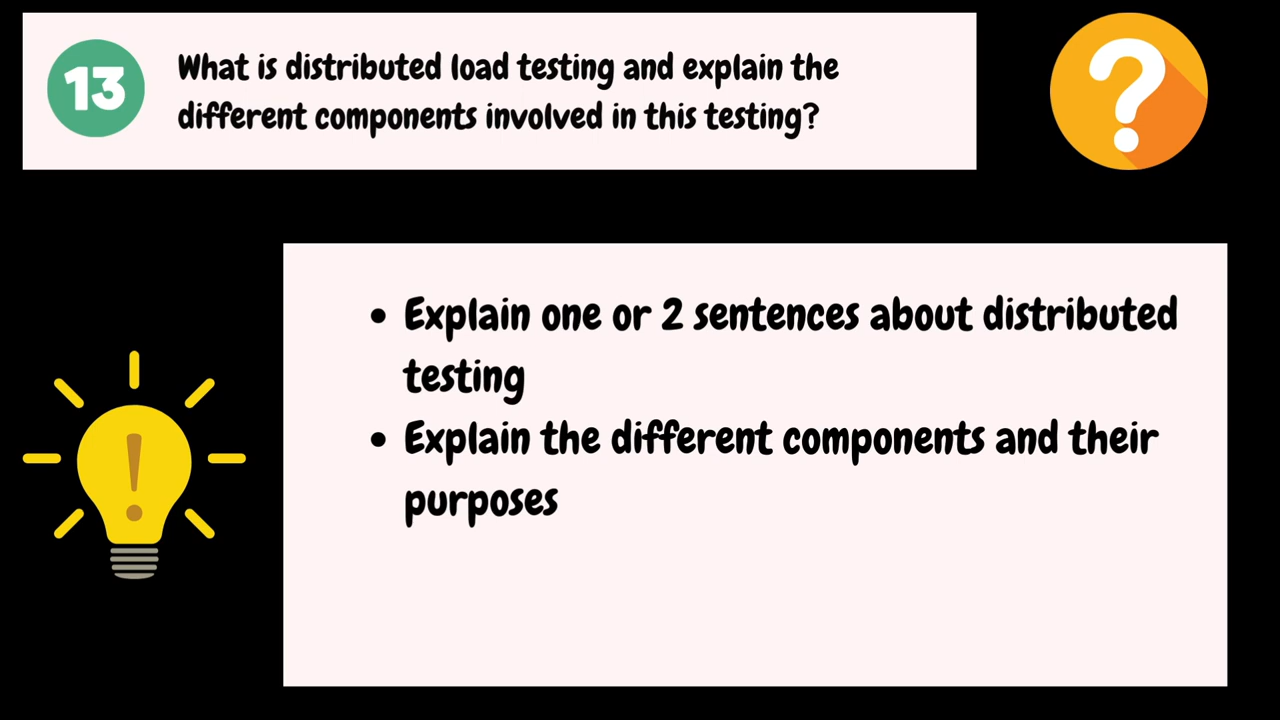 13
What is distributed load testing and explain the
different components involved in this testing?
?
!
• Explain one or 2 sentences about distributed
testing
• Explain the different components and their
purposes